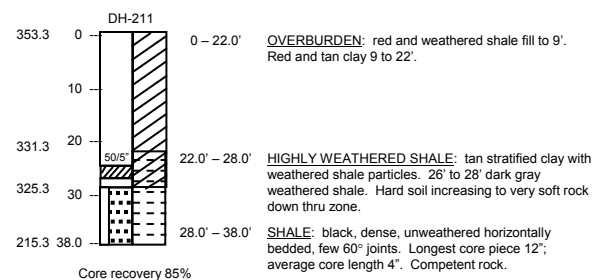 DH-211
353.3 0 0 – 22.0' OVERBURDEN: red and weathered shale fill to 9'.
Red and tan clay 9 to 22'.
10
20
331.3 50/5" 22.0' – 28.0' HIGHLY WEATHERED SHALE: tan stratified clay with
weathered shale particles. 26' to 28' dark gray
325.3 30 weathered shale. Hard soil increasing to very soft rock
down thru zone.
28.0' – 38.0' SHALE: black, dense, unweathered horizontally
215.3 38.0 bedded, few 60° joints. Longest core piece 12";
average core length 4". Competent rock.
Core recovery 85%